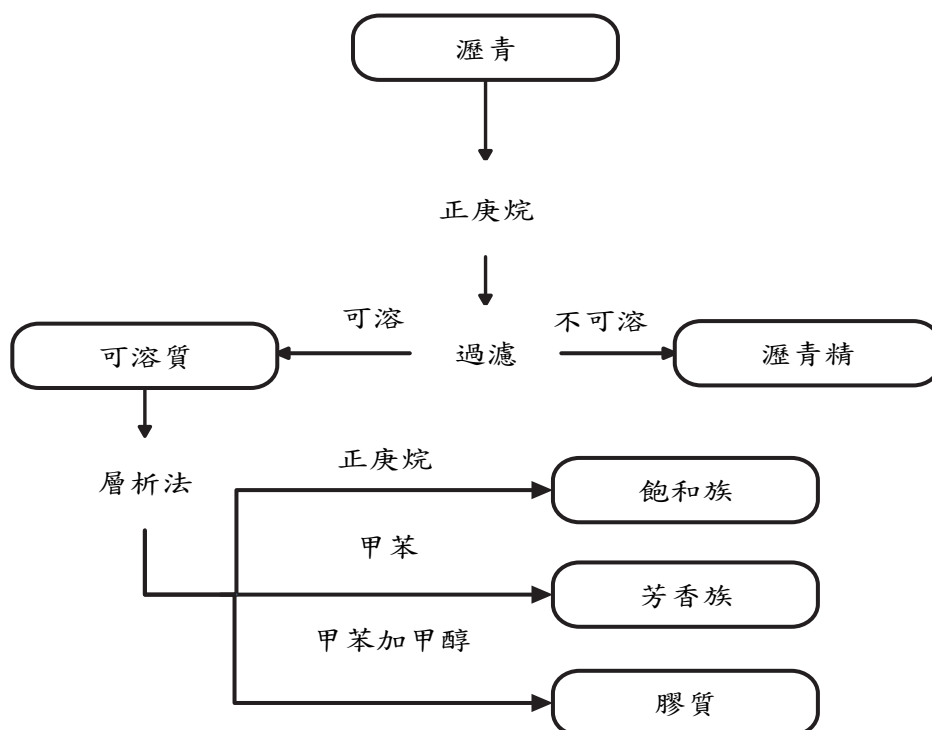 瀝青
正庚烷
可溶
不可溶
可溶質
過濾
瀝青精
層析法
正庚烷
飽和族
甲苯
芳香族
甲苯加甲醇
膠質